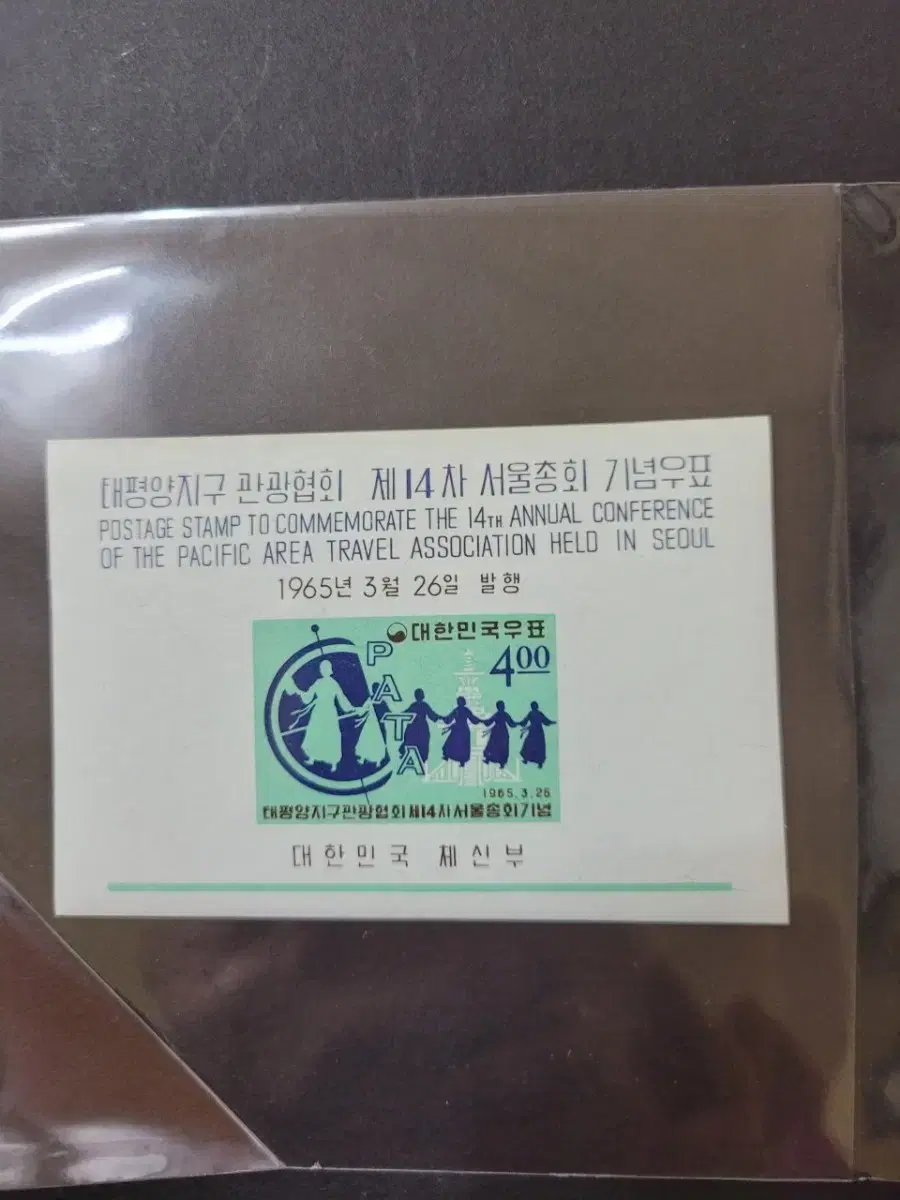 태평양지구 관광협회 제14차 서울총회 기념우표
POSTAGE STAMP TO COMMEMORATE THE 14TH ANNUAL CONFERENCE
OF THE PACIFIC AREA TRAVEL ASSOCIATION HELD IN SEOUL
1965년 3월 26일 발행
대한민국우표
400
PATA
1965.3.26
태평양지구관광협회제14차서울총회기념
대한민국 체신부